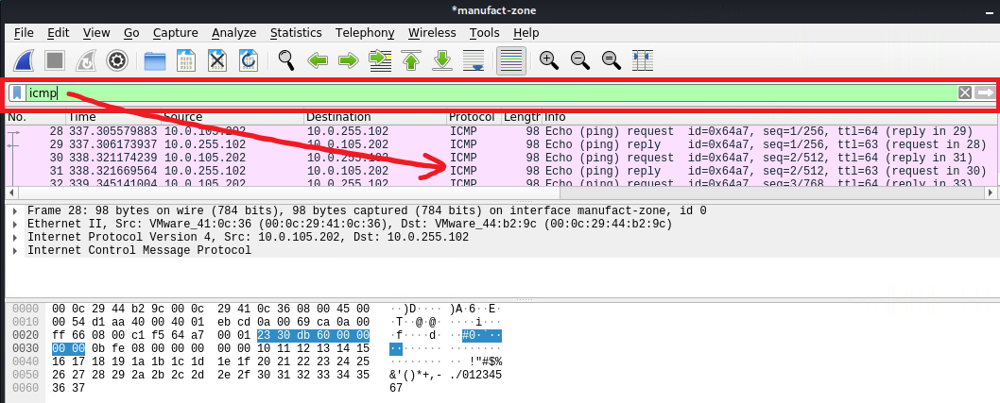 *manufact-zone
File Edit View Go Capture Analyze Statistics Telephony Wireless Tools Help
icmp
No. Time Source Destination Protocol Length Info
28 337.305579883 10.0.105.202 10.0.255.102 ICMP 98 Echo (ping) request id=0x64a7, seq=1/256, ttl=64 (reply in 29)
29 337.306173937 10.0.255.102 10.0.105.202 ICMP 98 Echo (ping) reply id=0x64a7, seq=1/256, ttl=63 (request in 28)
30 338.321174239 10.0.105.202 10.0.255.102 ICMP 98 Echo (ping) request id=0x64a7, seq=2/512, ttl=64 (reply in 31)
31 338.321669564 10.0.255.102 10.0.105.202 ICMP 98 Echo (ping) reply id=0x64a7, seq=2/512, ttl=63 (request in 30)
32 339.345141004 10.0.105.202 10.0.255.102 ICMP 98 Echo (ping) request id=0x64a7, seq=3/768, ttl=64 (reply in 33)
Frame 28: 98 bytes on wire (784 bits), 98 bytes captured (784 bits) on interface manufact-zone, id 0
Ethernet II, Src: VMware_41:0c:36 (00:0c:29:41:0c:36), Dst: VMware_44:b2:9c (00:0c:29:44:b2:9c)
Internet Protocol Version 4, Src: 10.0.105.202, Dst: 10.0.255.102
Internet Control Message Protocol
0000 00 0c 29 44 b2 9c 00 0c 29 41 0c 36 08 00 45 00 ··)D···· )A·6··E·
0010 00 54 d1 aa 40 00 40 01 eb cd 0a 00 69 ca 0a 00 ·T··@·@· ····i···
0020 ff 66 08 00 c1 f5 64 a7 00 01 23 30 db 60 00 00 ·f····d· ··#0·`··
0030 00 00 0b fe 08 00 00 00 00 00 10 11 12 13 14 15 ········ ········
0040 16 17 18 19 1a 1b 1c 1d 1e 1f 20 21 22 23 24 25 ········ ·· !"#$%
0050 26 27 28 29 2a 2b 2c 2d 2e 2f 30 31 32 33 34 35 &'()*+,- ./012345
0060 36 37 67